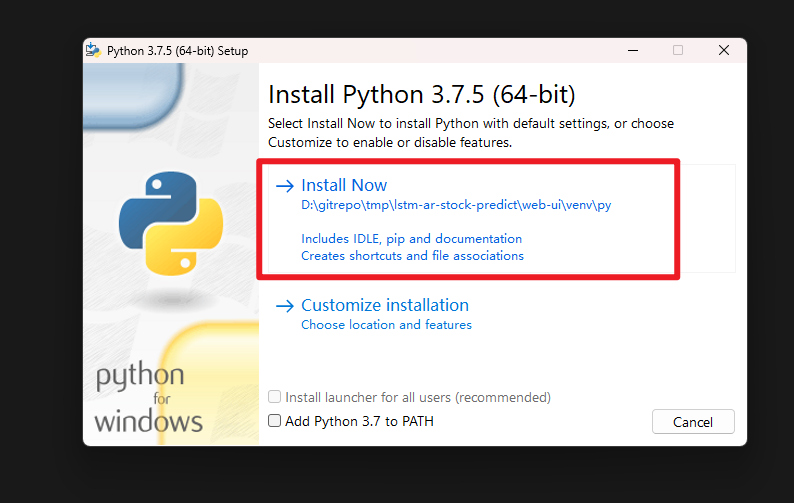 Python 3.7.5 (64-bit) Setup
Install Python 3.7.5 (64-bit)
Select Install Now to install Python with default settings, or choose
Customize to enable or disable features.
Install Now
D:\gitrepo\tmp\lstm-ar-stock-predict\web-ui\venv\py
Includes IDLE, pip and documentation
Creates shortcuts and file associations
Customize installation
Choose location and features
python
for
windows
Install launcher for all users (recommended)
Add Python 3.7 to PATH
Cancel